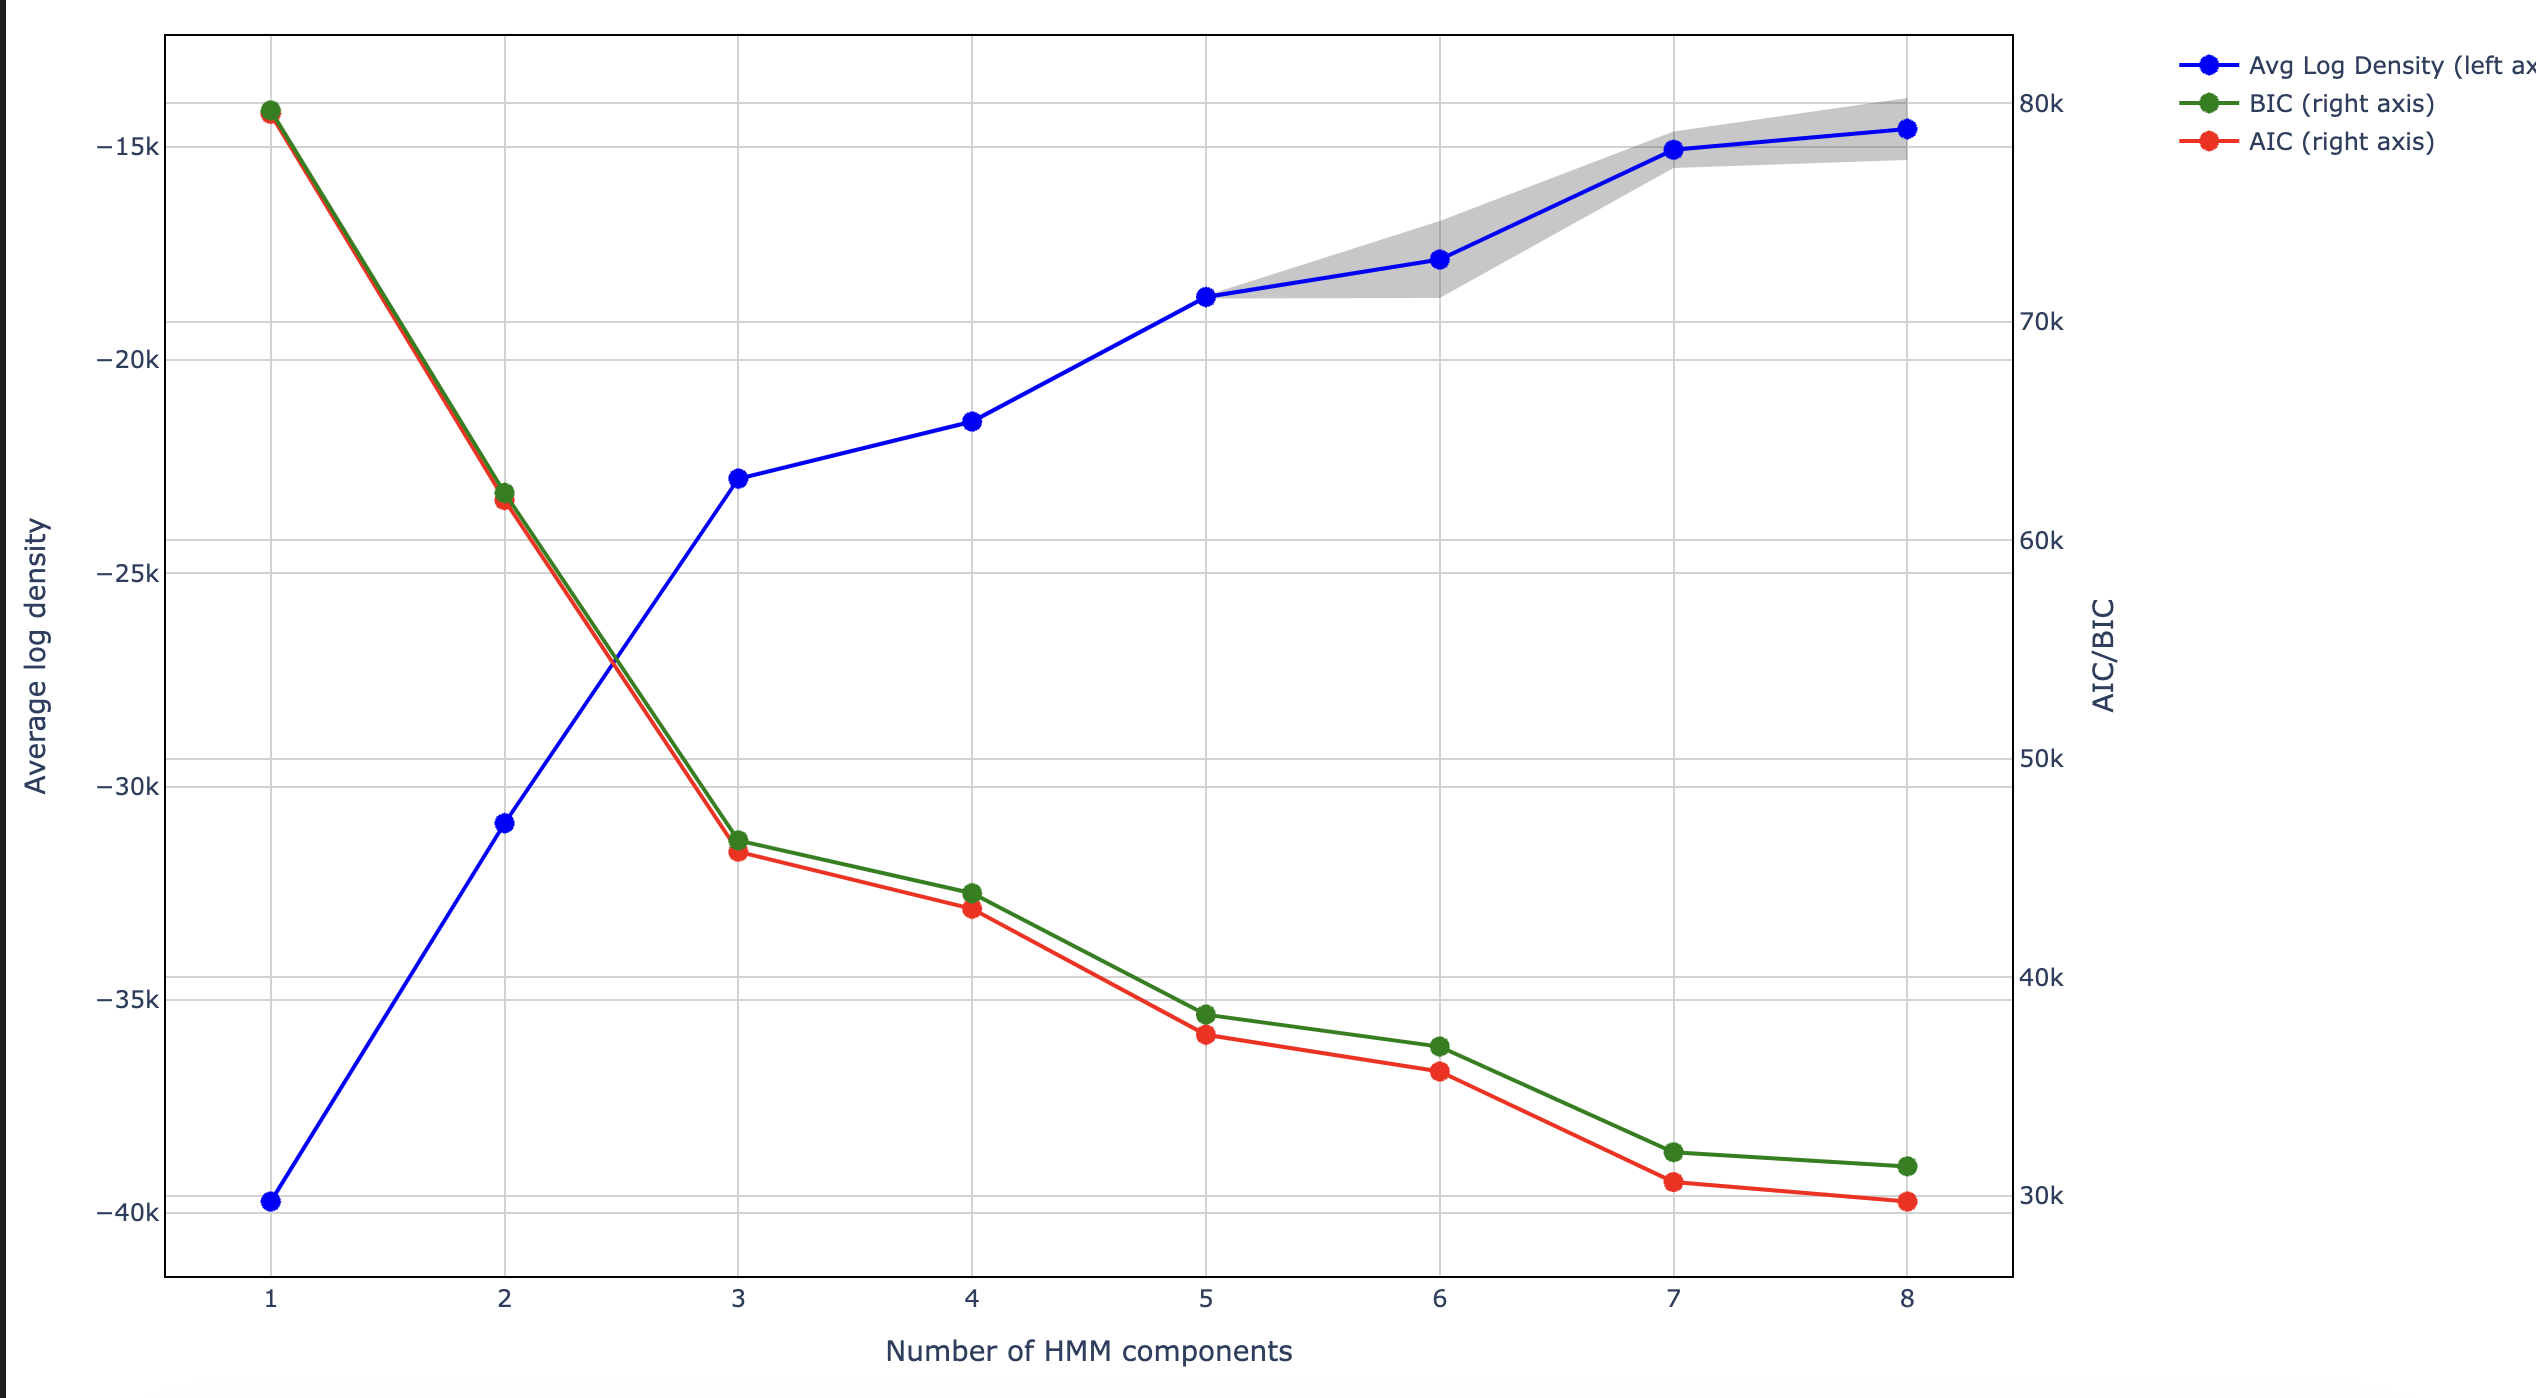 Avg Log Density (left ax
BIC (right axis)
AIC (right axis)
−15k
−20k
−25k
−30k
−35k
−40k
Average log density
80k
70k
60k
50k
40k
30k
AIC/BIC
1 2 3 4 5 6 7 8
Number of HMM components